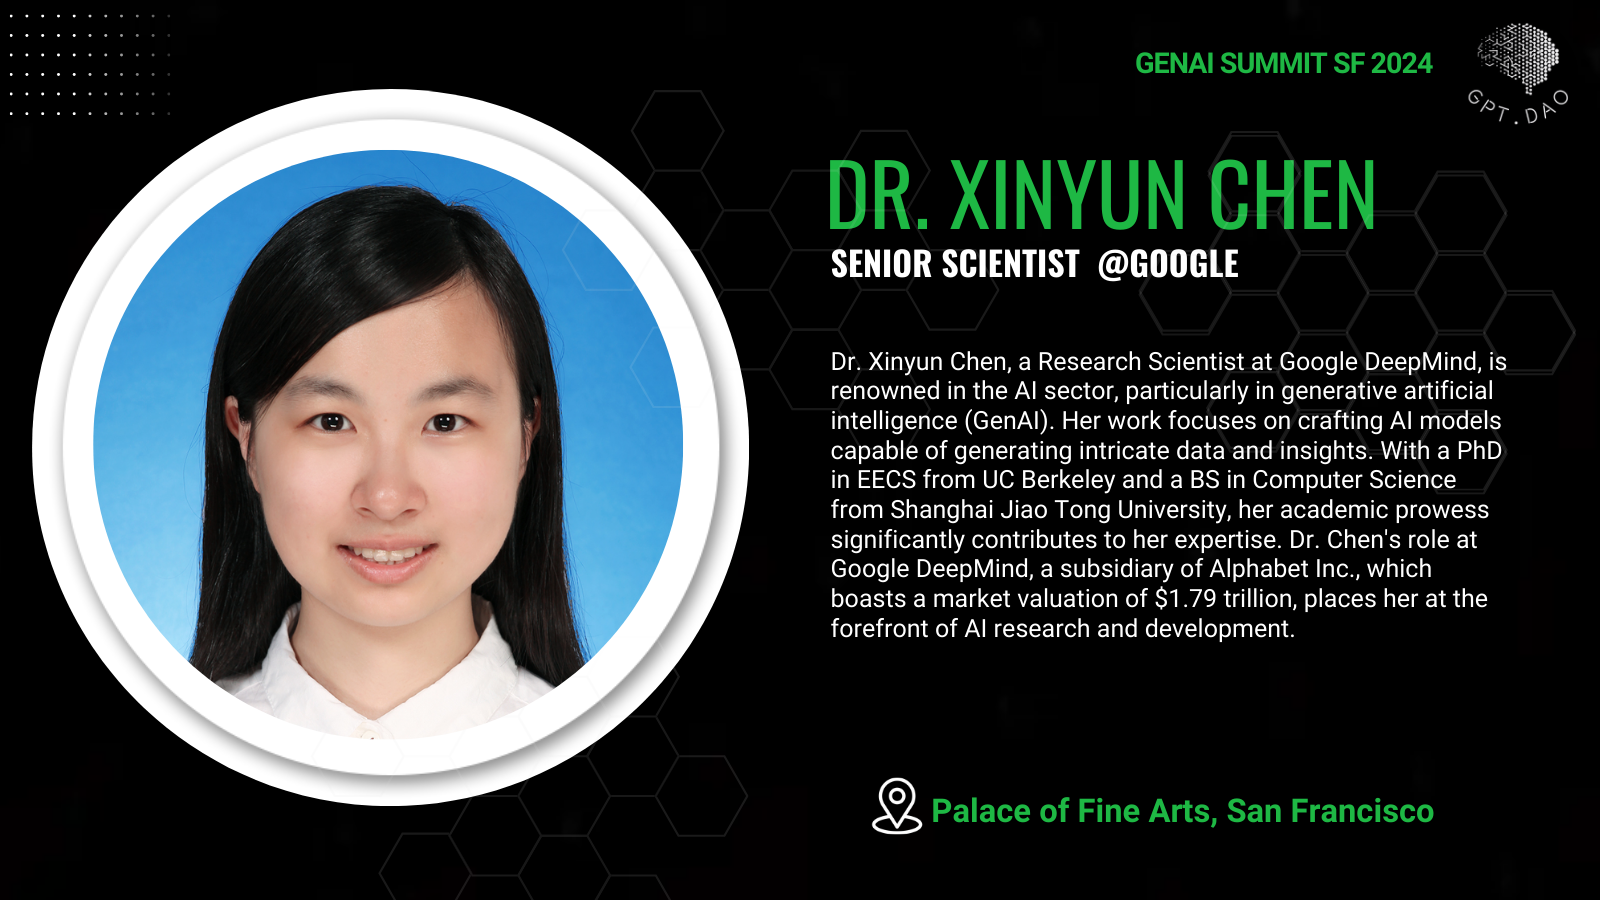 GENAI SUMMIT SF 2024
GPT.DAO
DR. XINYUN CHEN
SENIOR SCIENTIST @GOOGLE
Dr. Xinyun Chen, a Research Scientist at Google DeepMind, is
renowned in the AI sector, particularly in generative artificial
intelligence (GenAI). Her work focuses on crafting AI models
capable of generating intricate data and insights. With a PhD
in EECS from UC Berkeley and a BS in Computer Science
from Shanghai Jiao Tong University, her academic prowess
significantly contributes to her expertise. Dr. Chen's role at
Google DeepMind, a subsidiary of Alphabet Inc., which
boasts a market valuation of $1.79 trillion, places her at the
forefront of AI research and development.
Palace of Fine Arts, San Francisco